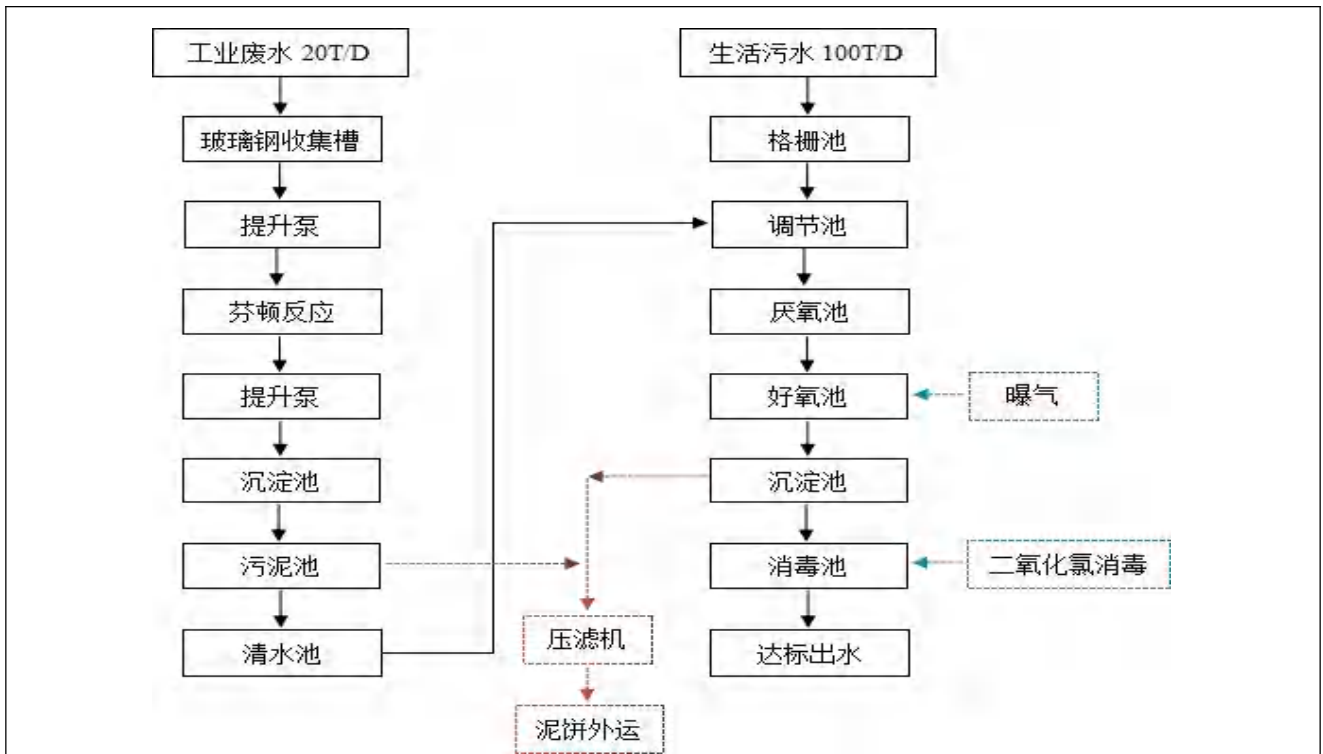 工业废水 20T/D
玻璃钢收集槽
提升泵
芬顿反应
提升泵
沉淀池
污泥池
清水池
生活污水 100T/D
格栅池
调节池
厌氧池
好氧池
曝气
沉淀池
消毒池
二氧化氯消毒
达标出水
压滤机
泥饼外运